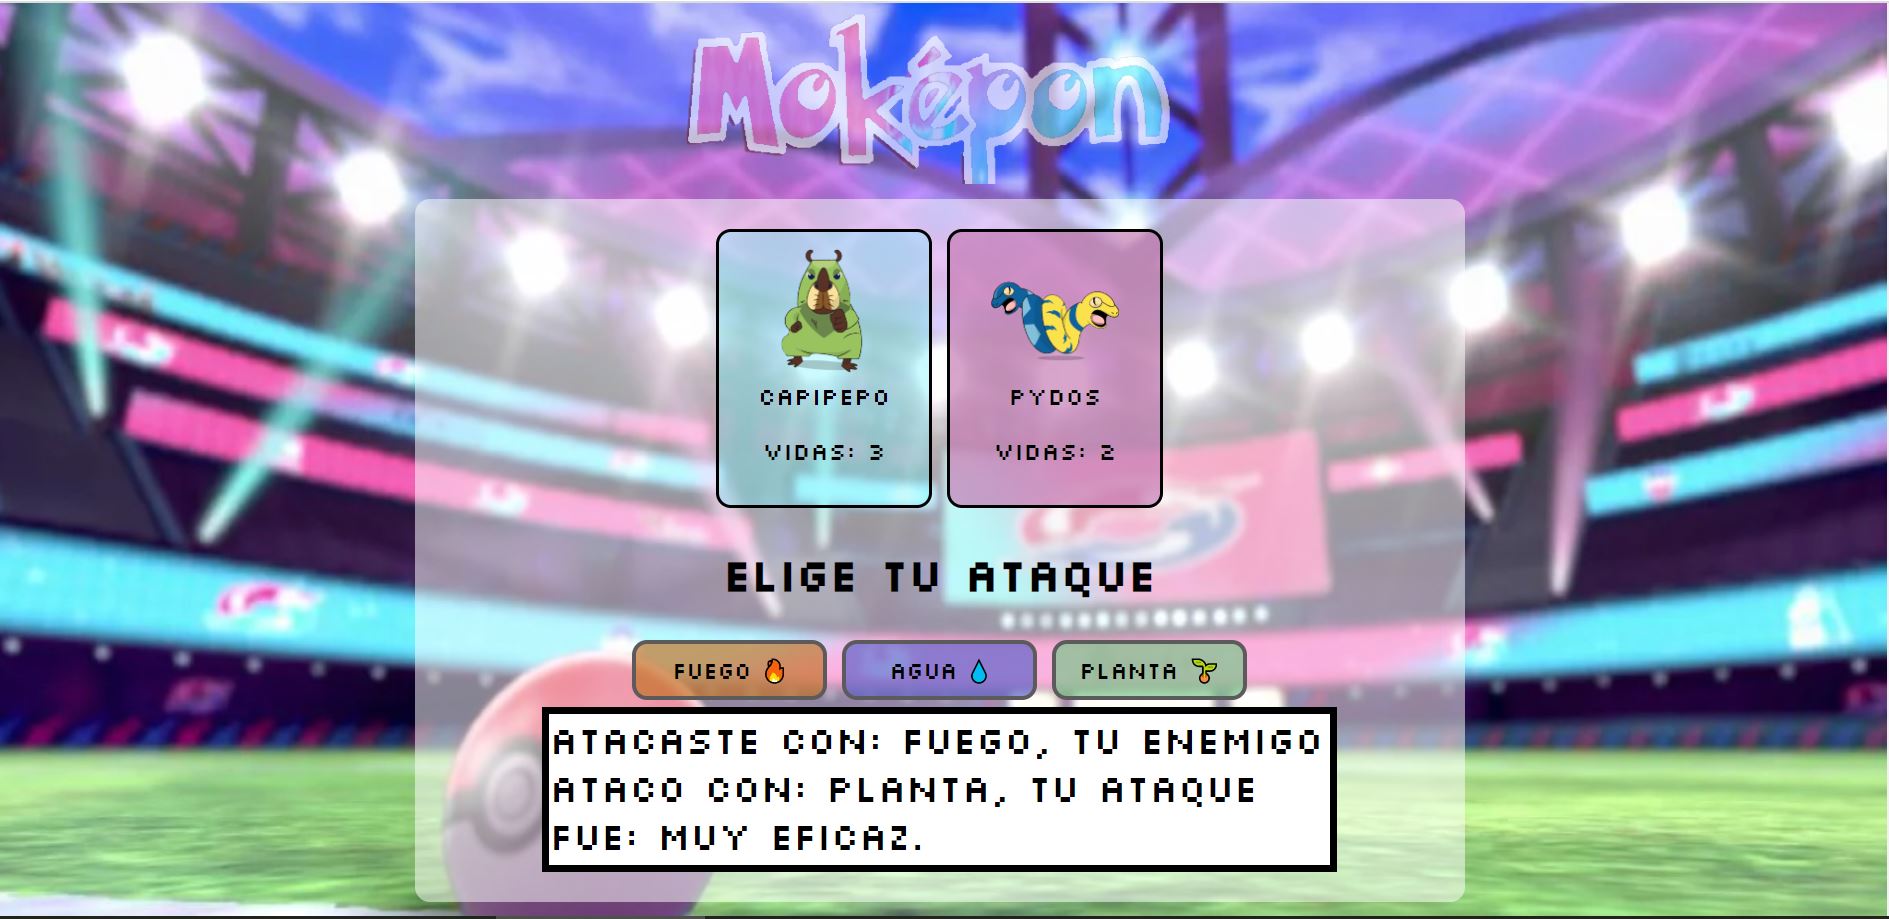 Moképon
CAPIPEPO
PYDOS
VIDAS: 3
VIDAS: 2
ELIGE TU ATAQUE
FUEGO
AGUA
PLANTA
ATACASTE CON: FUEGO, TU ENEMIGO
ATACO CON: PLANTA, TU ATAQUE
FUE: MUY EFICAZ.